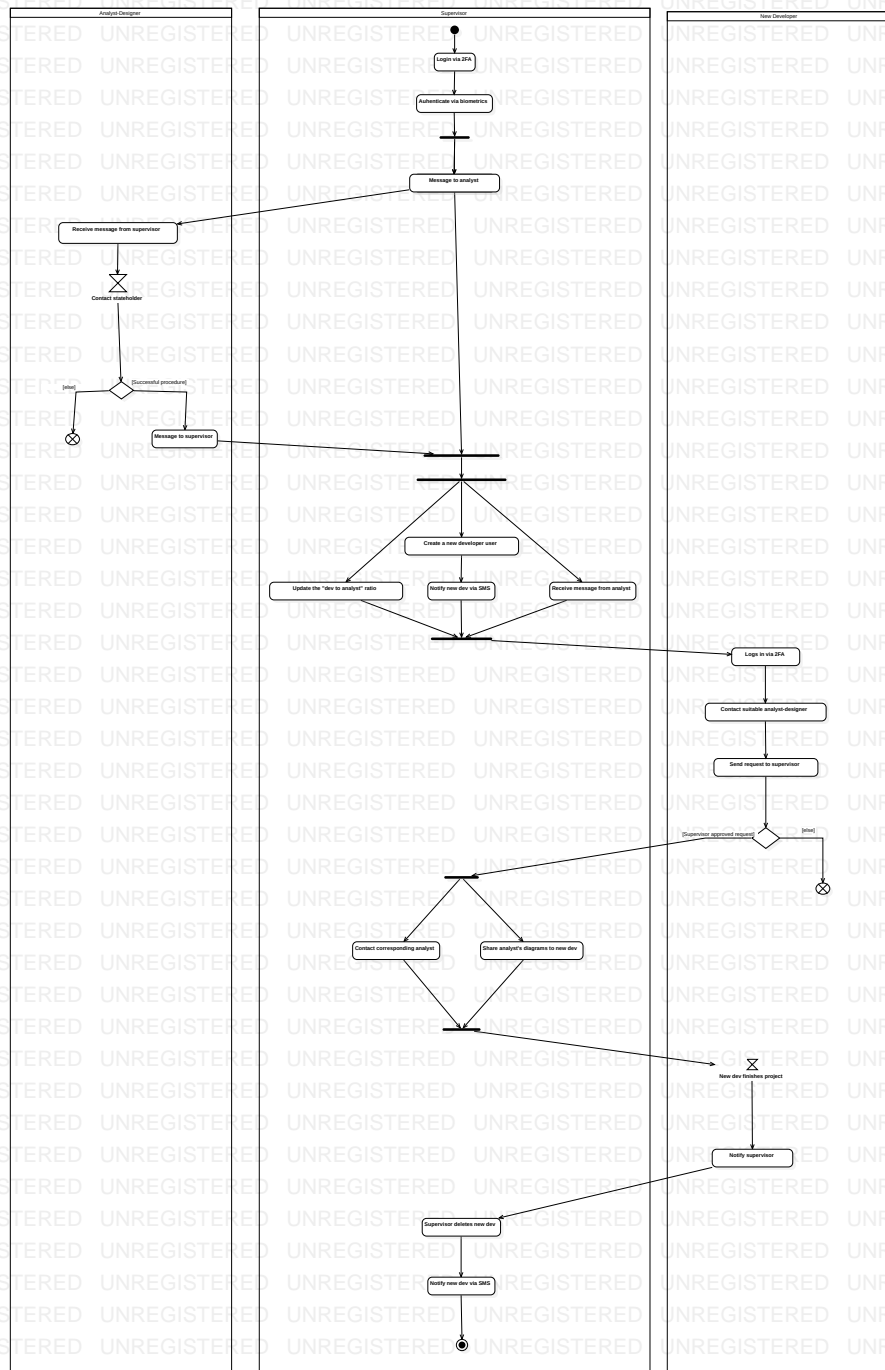 Analyst-Designer
Supervisor
New Developer
Login via 2FA
Auhenticate via biometrics
Message to analyst
Receive message from supervisor
Contact stateholder
[else]
[Successful procedure]
Message to supervisor
Create a new developer user
Update the "dev to analyst" ratio
Notify new dev via SMS
Receive message from analyst
Logs in via 2FA
Contact suitable analyst-designer
Send request to supervisor
[Supervisor approved request]
[else]
Contact corresponding analyst
Share analyst's diagrams to new dev
New dev finishes project
Notify supervisor
Supervisor deletes new dev
Notify new dev via SMS
UNREGISTERED